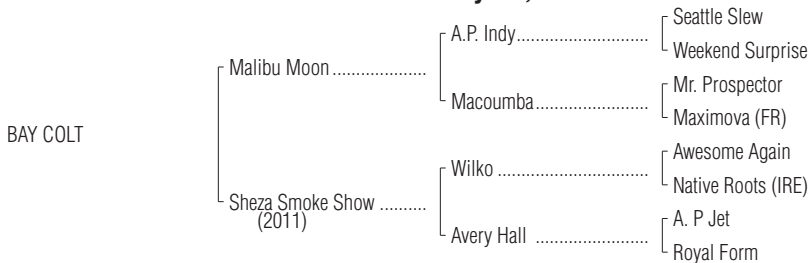 Seattle Slew
A.P. Indy
Weekend Surprise
Malibu Moon
Mr. Prospector
Macoumba
Maximova (FR)
BAY COLT
Awesome Again
Wilko
Native Roots (IRE)
Sheza Smoke Show
(2011)
A. P Jet
Avery Hall
Royal Form